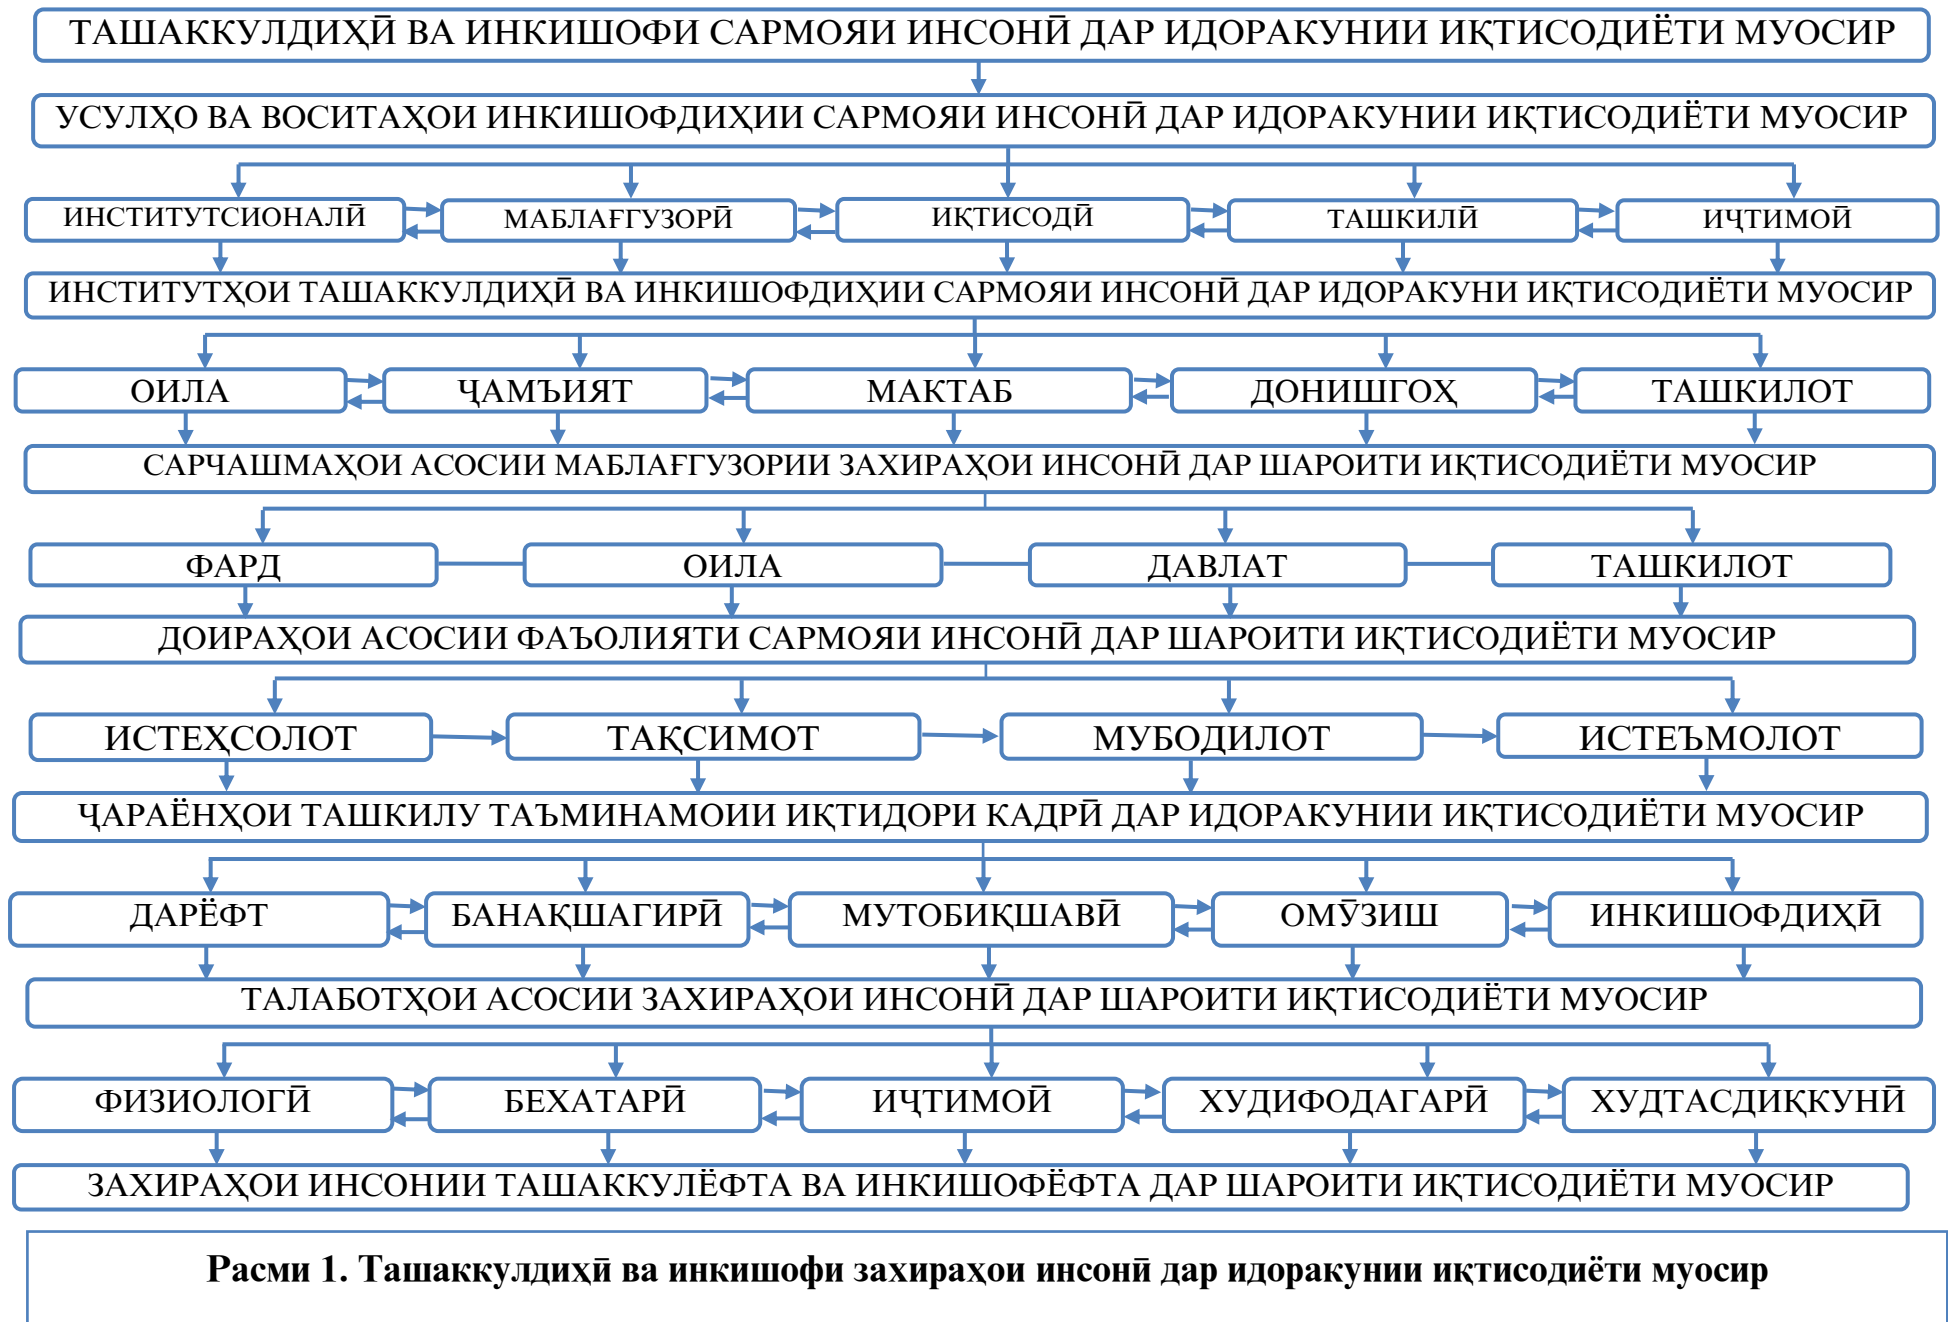 ТАШАККУЛДИҲӢ ВА ИНКИШОФИ САРМОЯИ ИНСОНӢ ДАР ИДОРАКУНИИ ИҚТИСОДИЁТИ МУОСИР
УСУЛҲО ВА ВОСИТАҲОИ ИНКИШОФДИҲИИ САРМОЯИ ИНСОНӢ ДАР ИДОРАКУНИИ ИҚТИСОДИЁТИ МУОСИР
ИНСТИТУТСИОНАЛӢ МАБЛАҒГУЗОРӢ ИҚТИСОДӢ ТАШКИЛӢ ИҶТИМОӢ
ИНСТИТУТҲОИ ТАШАККУЛДИҲӢ ВА ИНКИШОФДИҲИИ САРМОЯИ ИНСОНӢ ДАР ИДОРАКУНИ ИҚТИСОДИЁТИ МУОСИР
ОИЛА ҶАМЪИЯТ МАКТАБ ДОНИШГОҲ ТАШКИЛОТ
САРЧАШМАҲОИ АСОСИИ МАБЛАҒГУЗОРИИ ЗАХИРАҲОИ ИНСОНӢ ДАР ШАРОИТИ ИҚТИСОДИЁТИ МУОСИР
ФАРД ОИЛА ДАВЛАТ ТАШКИЛОТ
ДОИРАҲОИ АСОСИИ ФАЪОЛИЯТИ САРМОЯИ ИНСОНӢ ДАР ШАРОИТИ ИҚТИСОДИЁТИ МУОСИР
ИСТЕҲСОЛОТ ТАҚСИМОТ МУБОДИЛОТ ИСТЕЪМОЛОТ
ҶАРАЁНҲОИ ТАШКИЛУ ТАЪМИНАМОИИ ИҚТИДОРИ КАДРӢ ДАР ИДОРАКУНИИ ИҚТИСОДИЁТИ МУОСИР
ДАРЁФТ БАНАҚШАГИРӢ МУТОБИҚШАВӢ ОМӮЗИШ ИНКИШОФДИҲӢ
ТАЛАБОТҲОИ АСОСИИ ЗАХИРАҲОИ ИНСОНӢ ДАР ШАРОИТИ ИҚТИСОДИЁТИ МУОСИР
ФИЗИОЛОГӢ БЕХАТАРӢ ИҶТИМОӢ ХУДИФОДАГАРӢ ХУДТАСДИҚКУНӢ
ЗАХИРАҲОИ ИНСОНИИ ТАШАККУЛЁФТА ВА ИНКИШОФЁФТА ДАР ШАРОИТИ ИҚТИСОДИЁТИ МУОСИР
Расми 1. Ташаккулдиҳӣ ва инкишофи захираҳои инсонӣ дар идоракунии иқтисодиёти муосир